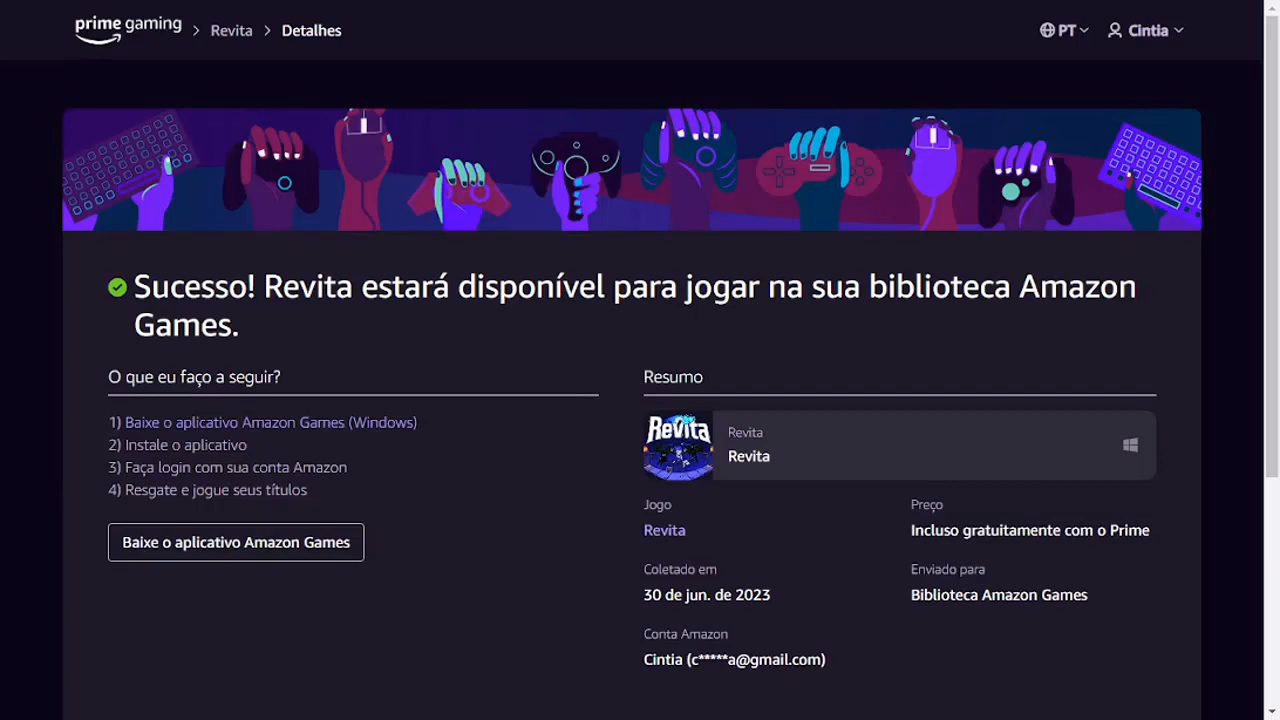 prime gaming > Revita > Detalhes
PT
Cintia
Sucesso! Revita estará disponível para jogar na sua biblioteca Amazon
Games.
O que eu faço a seguir?
1) Baixe o aplicativo Amazon Games (Windows)
2) Instale o aplicativo
3) Faça login com sua conta Amazon
4) Resgate e jogue seus títulos
Baixe o aplicativo Amazon Games
Resumo
Revita
Revita
Revita
Jogo
Revita
Preço
Incluso gratuitamente com o Prime
Coletado em
30 de jun. de 2023
Enviado para
Biblioteca Amazon Games
Conta Amazon
Cintia (c*****a@gmail.com)